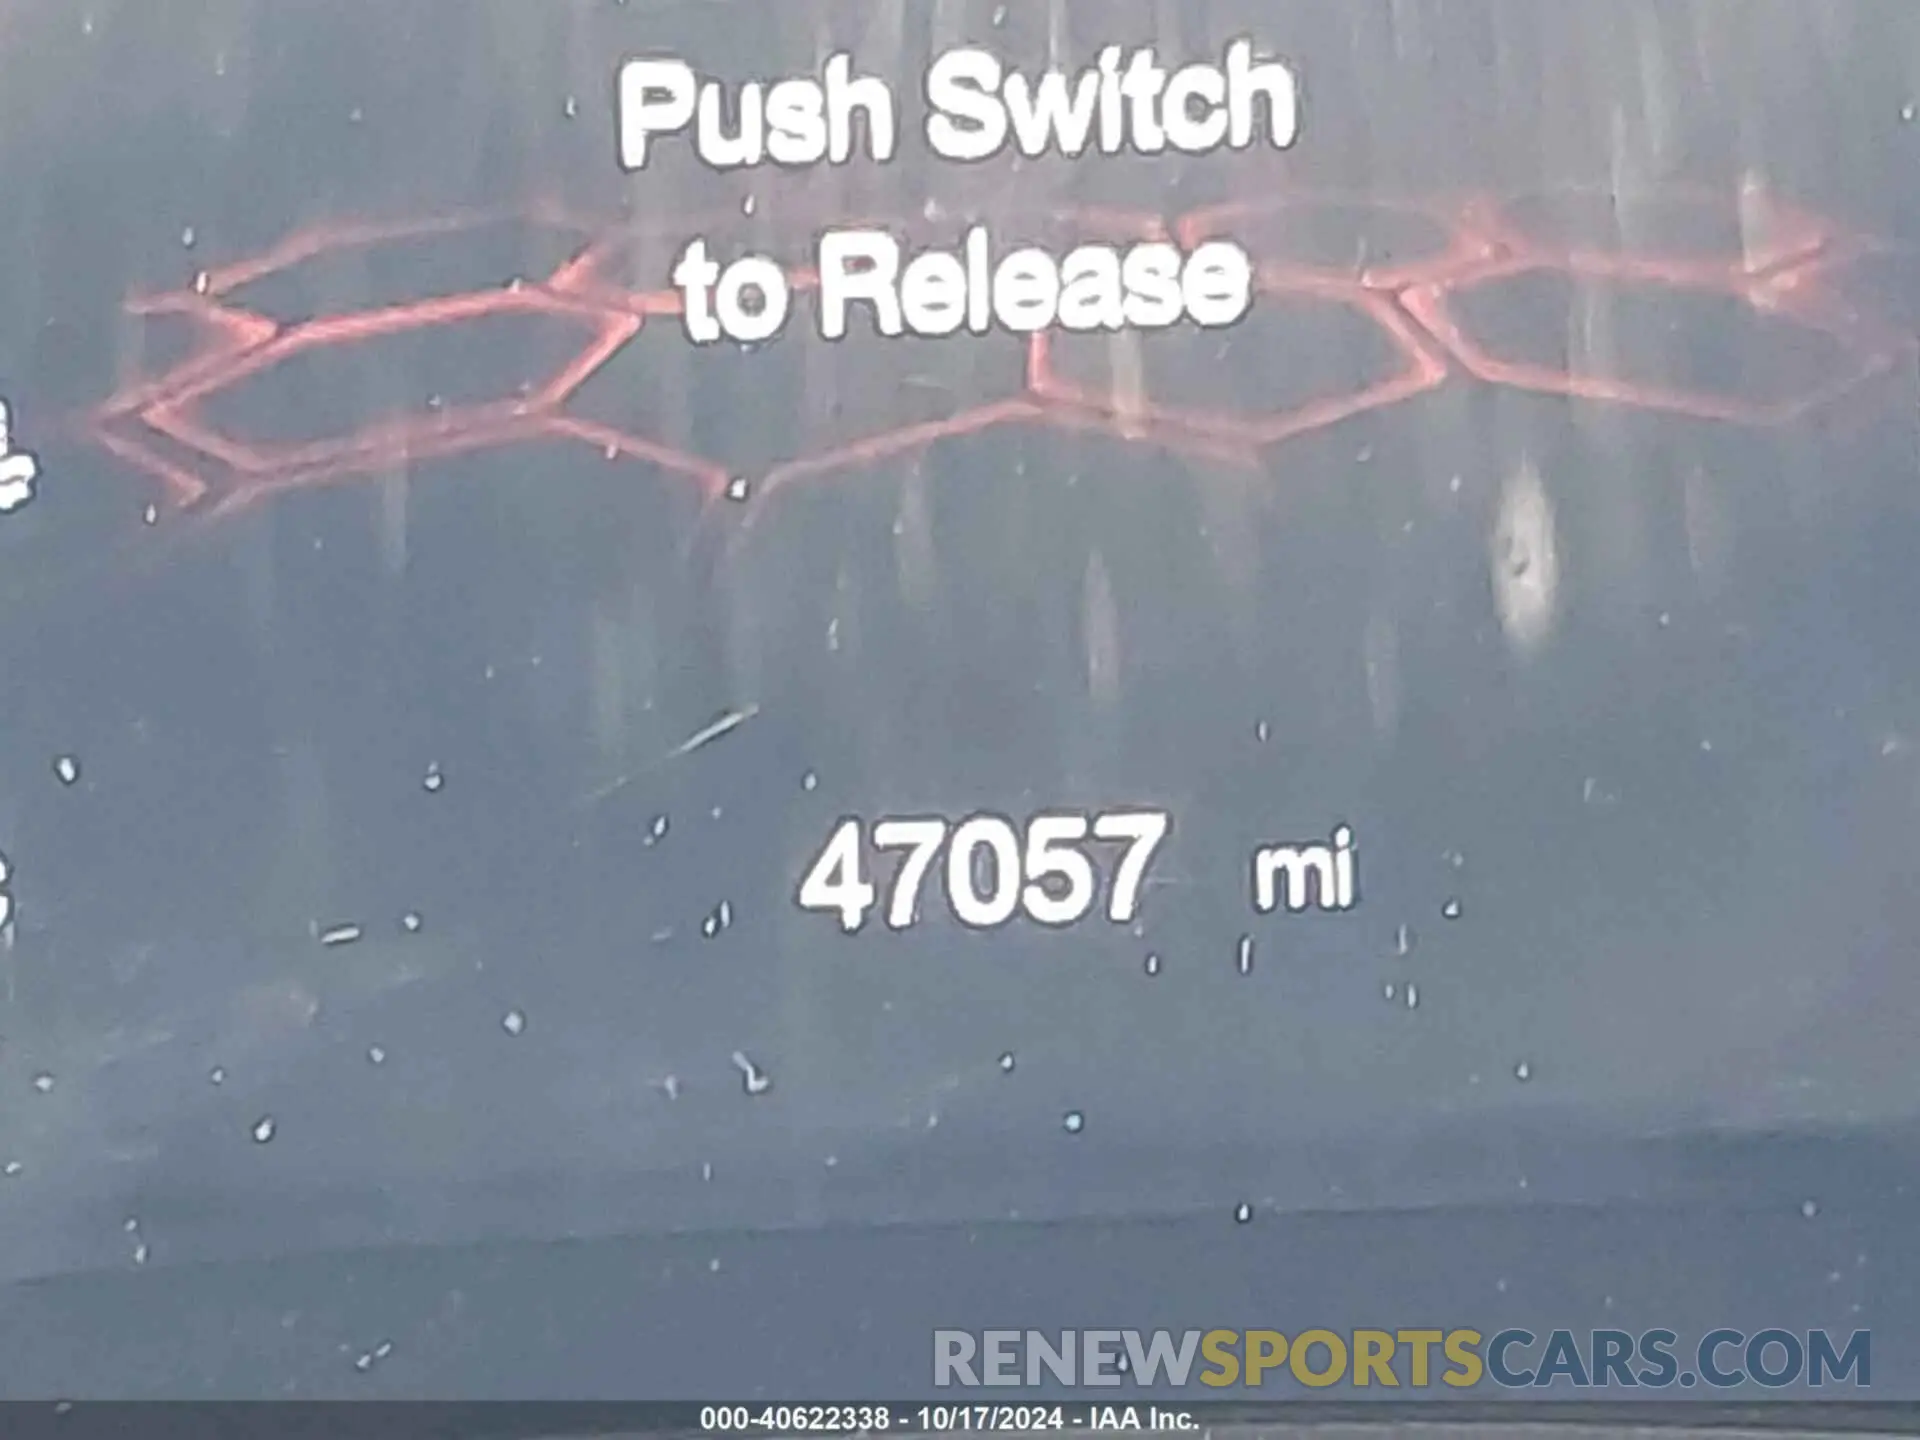 Push Switch
to Release
47057 mi
RENEWSPORTSCARS.COM
000-40622338 - 10/17/2024 - IAA Inc.